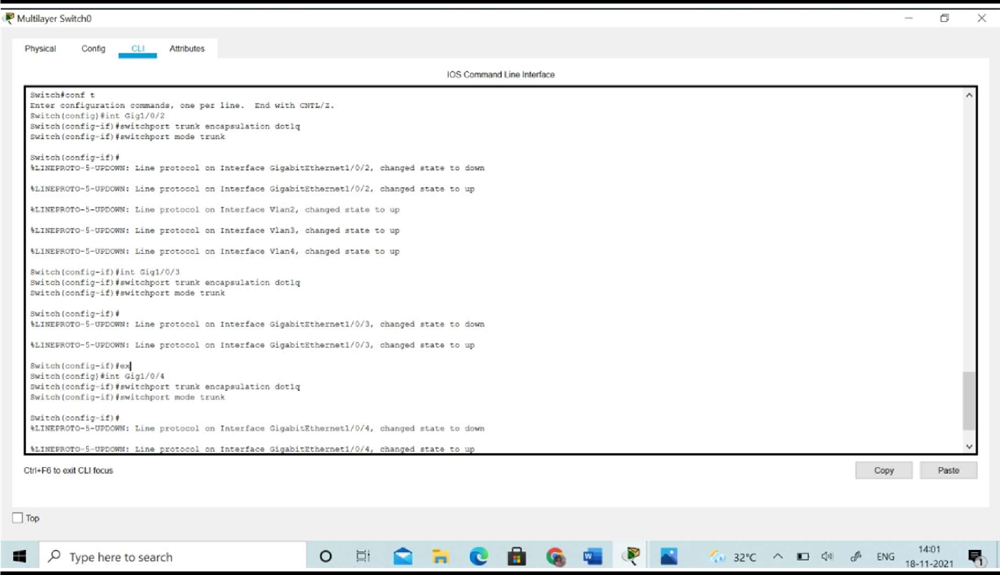 Multilayer Switch0
Physical Config CLI Attributes
IOS Command Line Interface
Switch#conf t
Enter configuration commands, one per line. End with CNTL/Z.
Switch(config)#int Gig1/0/2
Switch(config-if)#switchport trunk encapsulation dot1q
Switch(config-if)#switchport mode trunk
Switch(config-if)#
%LINEPROTO-5-UPDOWN: Line protocol on Interface GigabitEthernet1/0/2, changed state to down
%LINEPROTO-5-UPDOWN: Line protocol on Interface GigabitEthernet1/0/2, changed state to up
%LINEPROTO-5-UPDOWN: Line protocol on Interface Vlan2, changed state to up
%LINEPROTO-5-UPDOWN: Line protocol on Interface Vlan3, changed state to up
%LINEPROTO-5-UPDOWN: Line protocol on Interface Vlan4, changed state to up
Switch(config-if)#int Gig1/0/3
Switch(config-if)#switchport trunk encapsulation dot1q
Switch(config-if)#switchport mode trunk
Switch(config-if)#
%LINEPROTO-5-UPDOWN: Line protocol on Interface GigabitEthernet1/0/3, changed state to down
%LINEPROTO-5-UPDOWN: Line protocol on Interface GigabitEthernet1/0/3, changed state to up
Switch(config-if)#ex
Switch(config)#int Gig1/0/4
Switch(config-if)#switchport trunk encapsulation dot1q
Switch(config-if)#switchport mode trunk
Switch(config-if)#
%LINEPROTO-5-UPDOWN: Line protocol on Interface GigabitEthernet1/0/4, changed state to down
%LINEPROTO-5-UPDOWN: Line protocol on Interface GigabitEthernet1/0/4, changed state to up
Ctrl+F6 to exit CLI focus
Copy Paste
Top
Type here to search
32°C ENG 14:01
18-11-2021 1